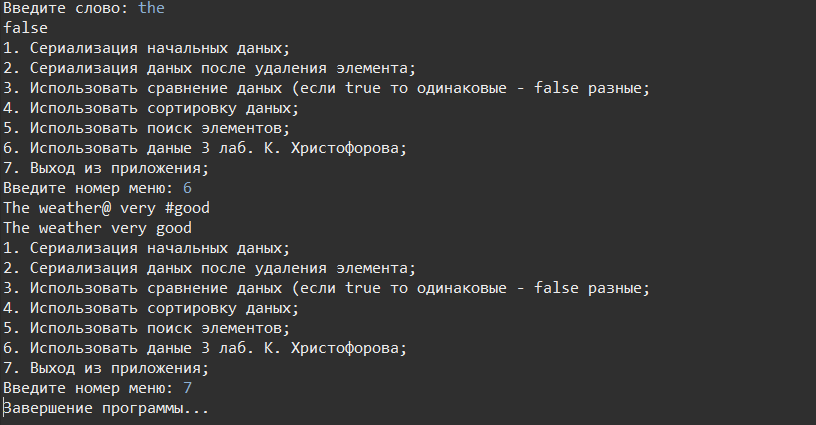 Введите слово: the
false
1. Сериализация начальных даных;
2. Сериализация даных после удаления элемента;
3. Использовать сравнение даных (если true то одинаковые - false разные;
4. Использовать сортировку даных;
5. Использовать поиск элементов;
6. Использовать даные 3 лаб. К. Христофорова;
7. Выход из приложения;
Введите номер меню: 6
The weather@ very #good
The weather very good
1. Сериализация начальных даных;
2. Сериализация даных после удаления элемента;
3. Использовать сравнение даных (если true то одинаковые - false разные;
4. Использовать сортировку даных;
5. Использовать поиск элементов;
6. Использовать даные 3 лаб. К. Христофорова;
7. Выход из приложения;
Введите номер меню: 7
Завершение программы...